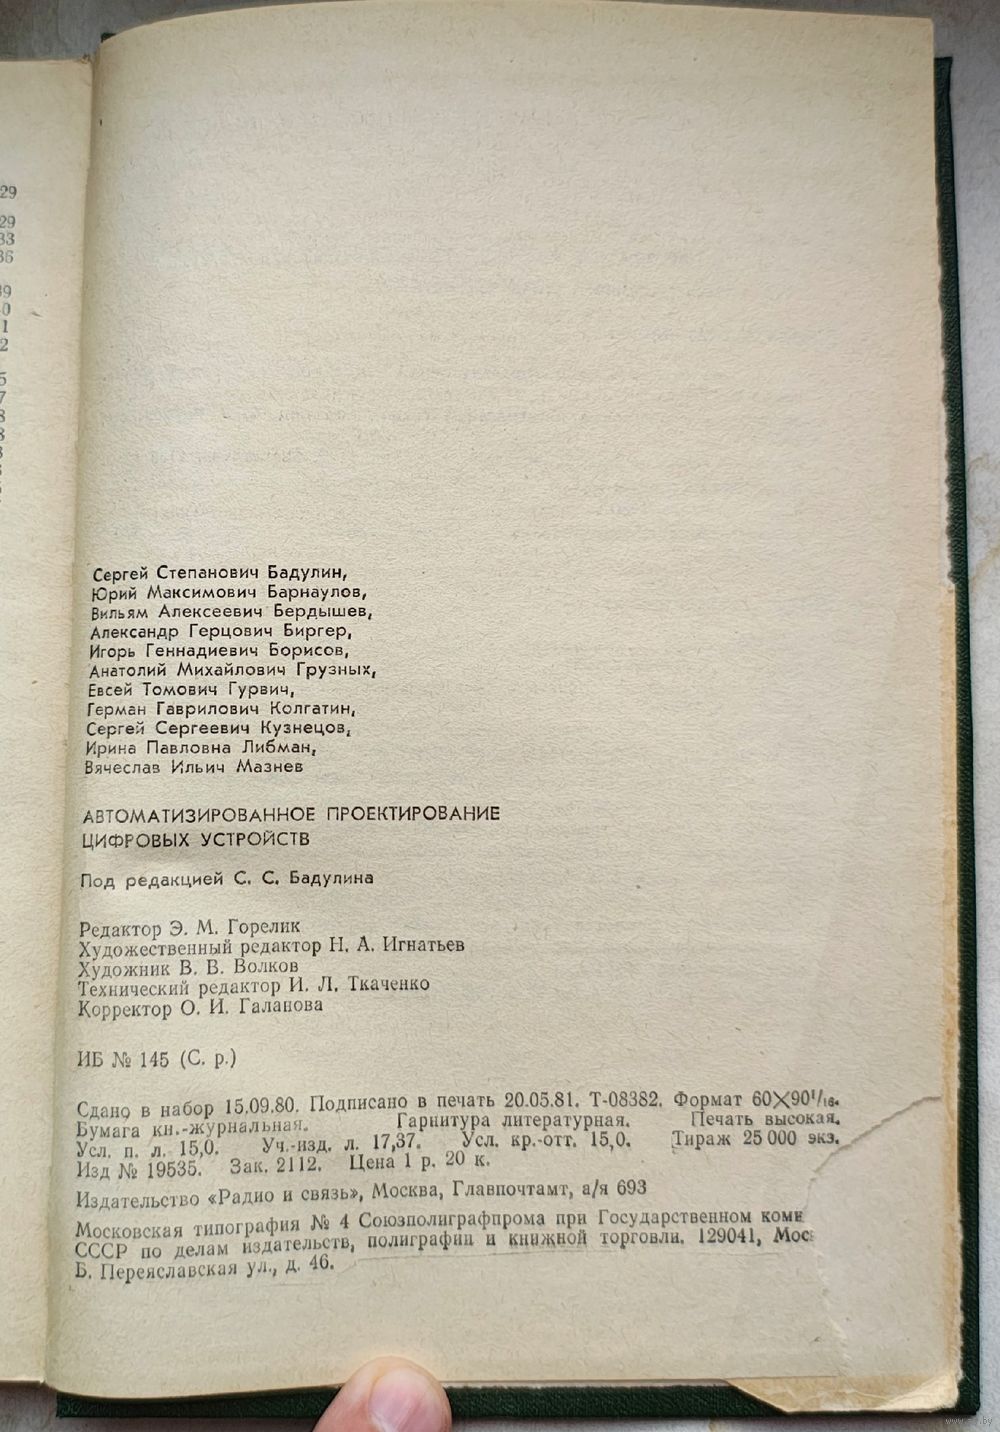 29
29
33
36
39
Сергей Степанович Бадулин,
Юрий Максимович Барнаулов,
Вильям Алексеевич Бердышев,
Александр Герцович Биргер,
Игорь Геннадиевич Борисов,
Анатолий Михайлович Грузных,
Евсей Томович Гурвич,
Герман Гаврилович Колгатин,
Сергей Сергеевич Кузнецов,
Ирина Павловна Либман,
Вячеслав Ильич Мазнев
АВТОМАТИЗИРОВАННОЕ ПРОЕКТИРОВАНИЕ
ЦИФРОВЫХ УСТРОЙСТВ
Под редакцией С. С. Бадулина
Редактор Э. М. Горелик
Художественный редактор Н. А. Игнатьев
Художник В. В. Волков
Технический редактор И. Л. Ткаченко
Корректор О. И. Галанова
ИБ № 145 (С. р.)
Сдано в набор 15.09.80. Подписано в печать 20.05.81. Т-08382. Формат 60×90¹/₁₆.
Бумага кн.-журнальная. Гарнитура литературная. Печать высокая.
Усл. п. л. 15,0. Уч.-изд. л. 17,37. Усл. кр.-отт. 15,0. Тираж 25 000 экз.
Изд № 19535. Зак. 2112. Цена 1 р. 20 к.
Издательство «Радио и связь», Москва, Главпочтамт, а/я 693
Московская типография № 4 Союзполиграфпрома при Государственном коми
СССР по делам издательств, полиграфии и книжной торговли. 129041, Мос
Б. Переяславская ул., д. 46.